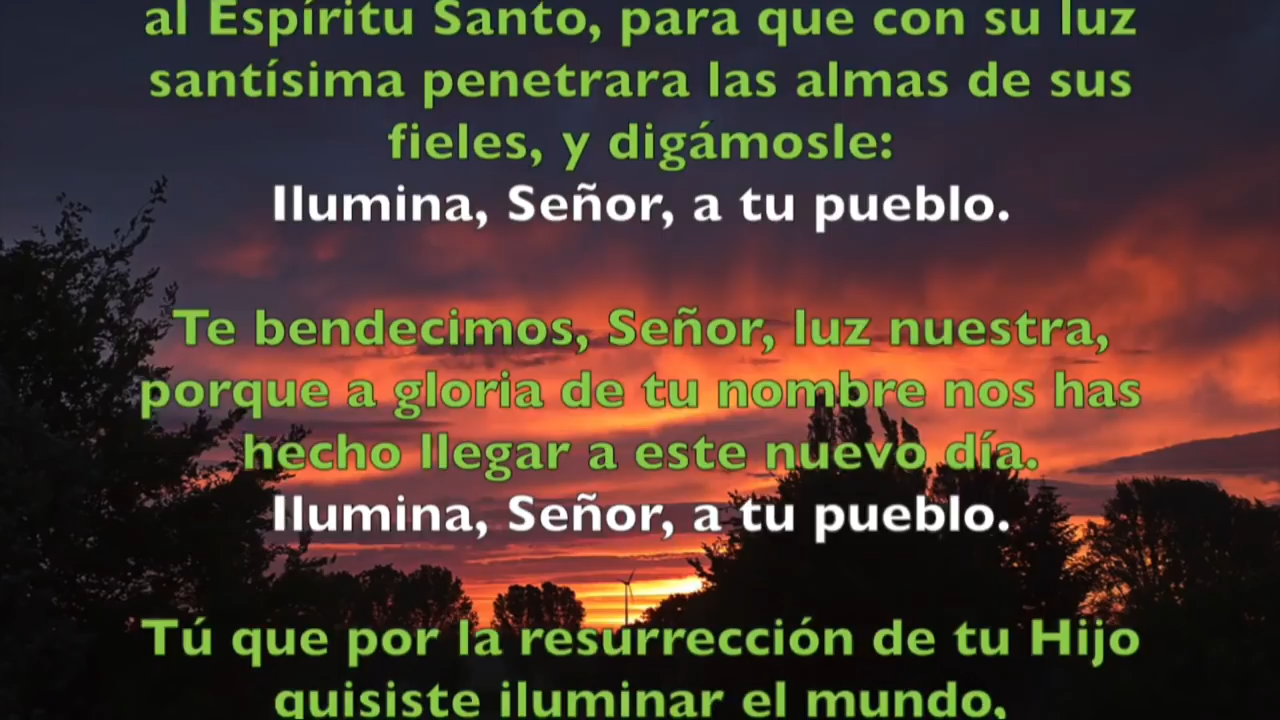 al Espíritu Santo, para que con su luz
santísima penetrara las almas de sus
fieles, y digámosle:
Ilumina, Señor, a tu pueblo.
Te bendecimos, Señor, luz nuestra,
porque a gloria de tu nombre nos has
hecho llegar a este nuevo día.
Ilumina, Señor, a tu pueblo.
Tú que por la resurrección de tu Hijo
quisiste iluminar el mundo,